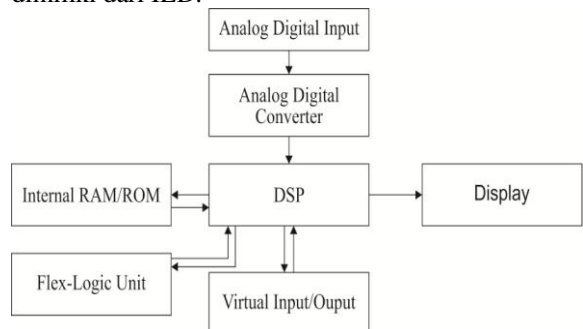 Analog Digital Input
Analog Digital
Converter
Internal RAM/ROM
DSP
Display
Flex-Logic Unit
Virtual Input/Ouput